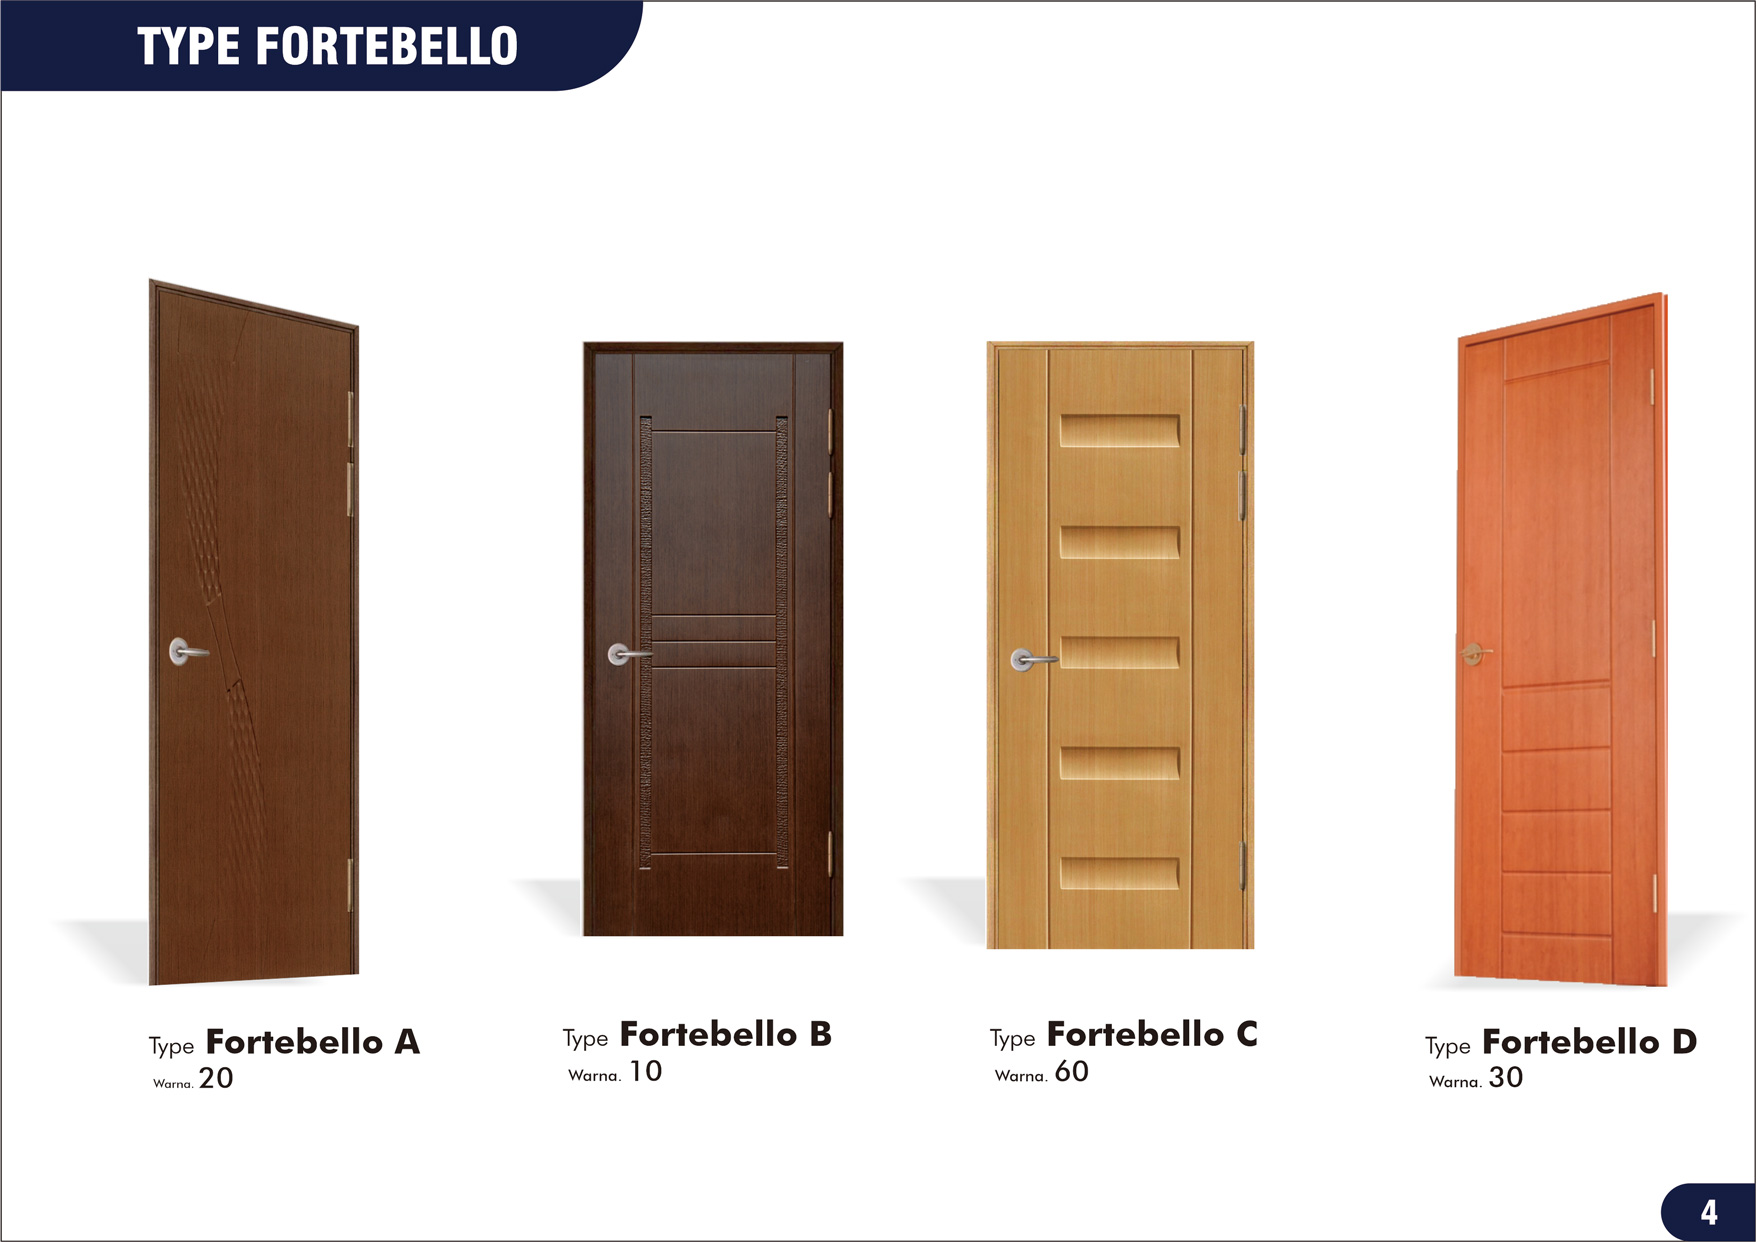 TYPE FORTEBELLO
Type Fortebello A
Warna. 20
Type Fortebello B
Warna. 10
Type Fortebello C
Warna. 60
Type Fortebello D
Warna. 30
4